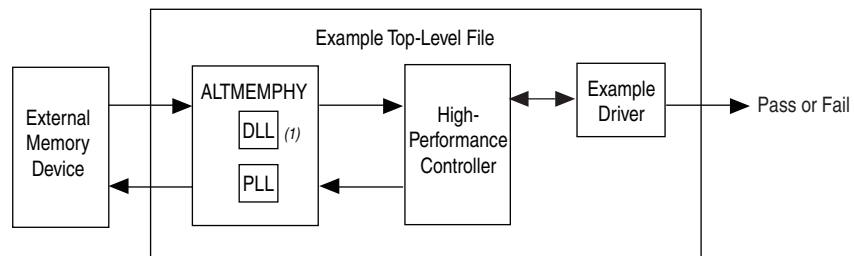 Example Top-Level File
External
Memory
Device
ALTMEMPHY
DLL (1)
PLL
High-
Performance
Controller
Example
Driver
Pass or Fail